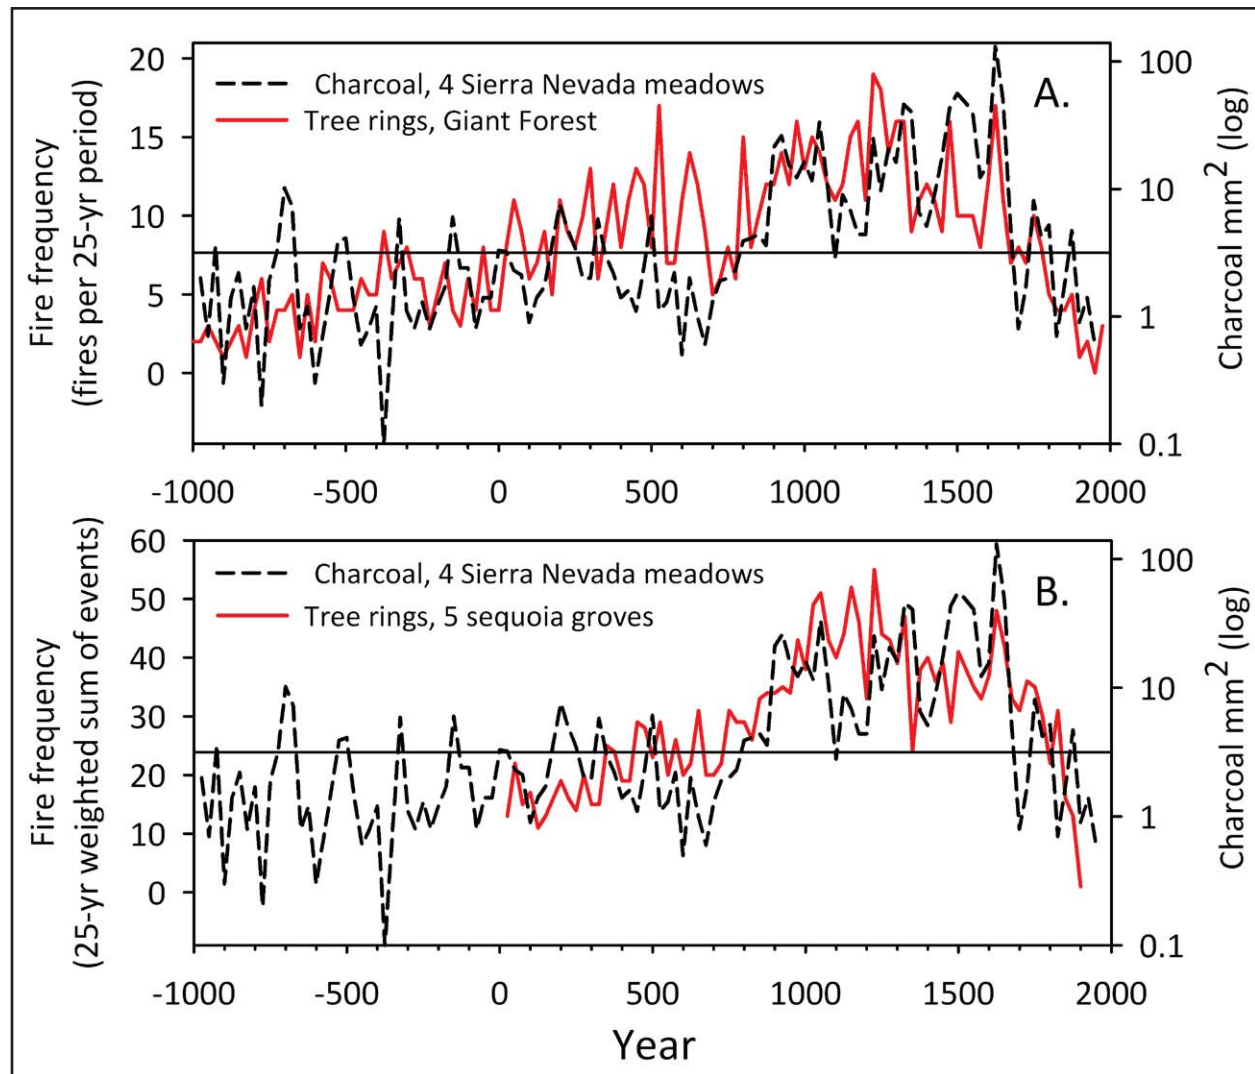 A.
Charcoal, 4 Sierra Nevada meadows
Tree rings, Giant Forest
Fire frequency
(fires per 25-yr period)
20
15
10
5
0
Charcoal mm² (log)
100
10
1
0.1
-1000 -500 0 500 1000 1500 2000
B.
Charcoal, 4 Sierra Nevada meadows
Tree rings, 5 sequoia groves
Fire frequency
(25-yr weighted sum of events)
60
50
40
30
20
10
0
Charcoal mm² (log)
100
10
1
0.1
-1000 -500 0 500 1000 1500 2000
Year